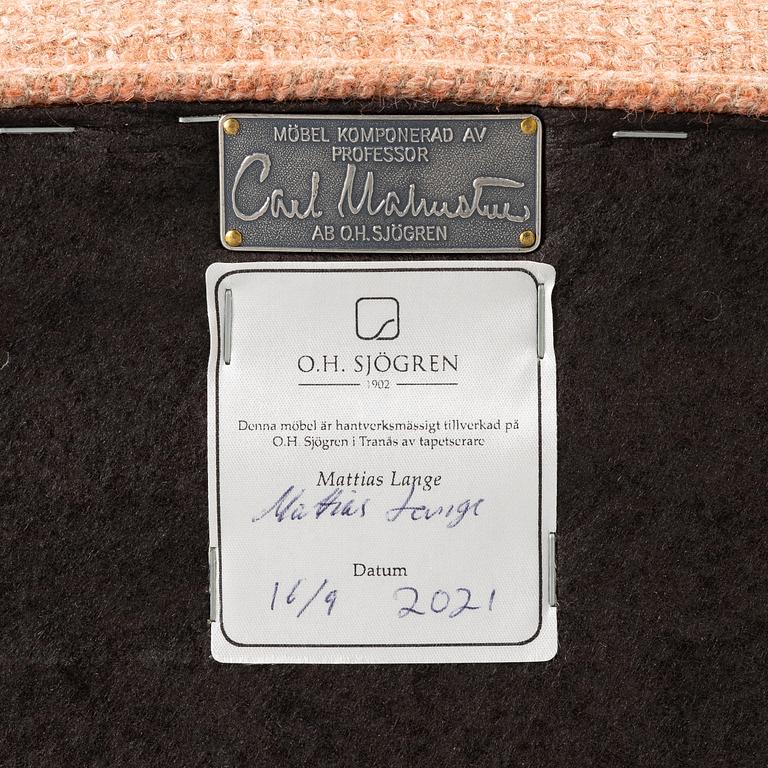 MÖBEL KOMPONERAD AV
PROFESSOR
Carl Malmsten
AB O.H. SJÖGREN
O.H. SJÖGREN
1902
Denna möbel är hantverksmässigt tillverkad på
O.H. Sjögren i Tranås av tapetserare
Mattias Lange
Mattias Lange
Datum
16/9 2021